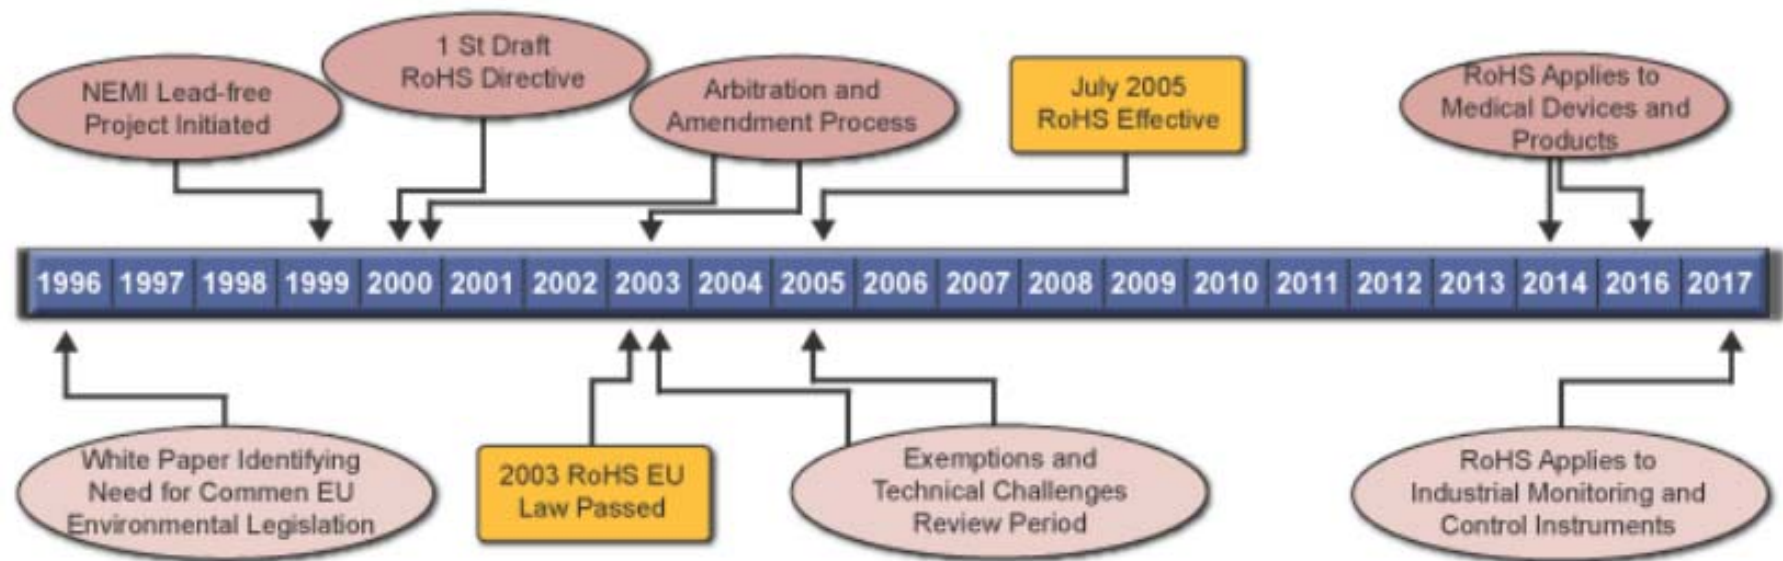 NEMI Lead-free
Project Initiated
1 St Draft
RoHS Directive
Arbitration and
Amendment Process
July 2005
RoHS Effective
RoHS Applies to
Medical Devices and
Products
1996 1997 1998 1999 2000 2001 2002 2003 2004 2005 2006 2007 2008 2009 2010 2011 2012 2013 2014 2016 2017
White Paper Identifying
Need for Commen EU
Environmental Legislation
2003 RoHS EU
Law Passed
Exemptions and
Technical Challenges
Review Period
RoHS Applies to
Industrial Monitoring and
Control Instruments